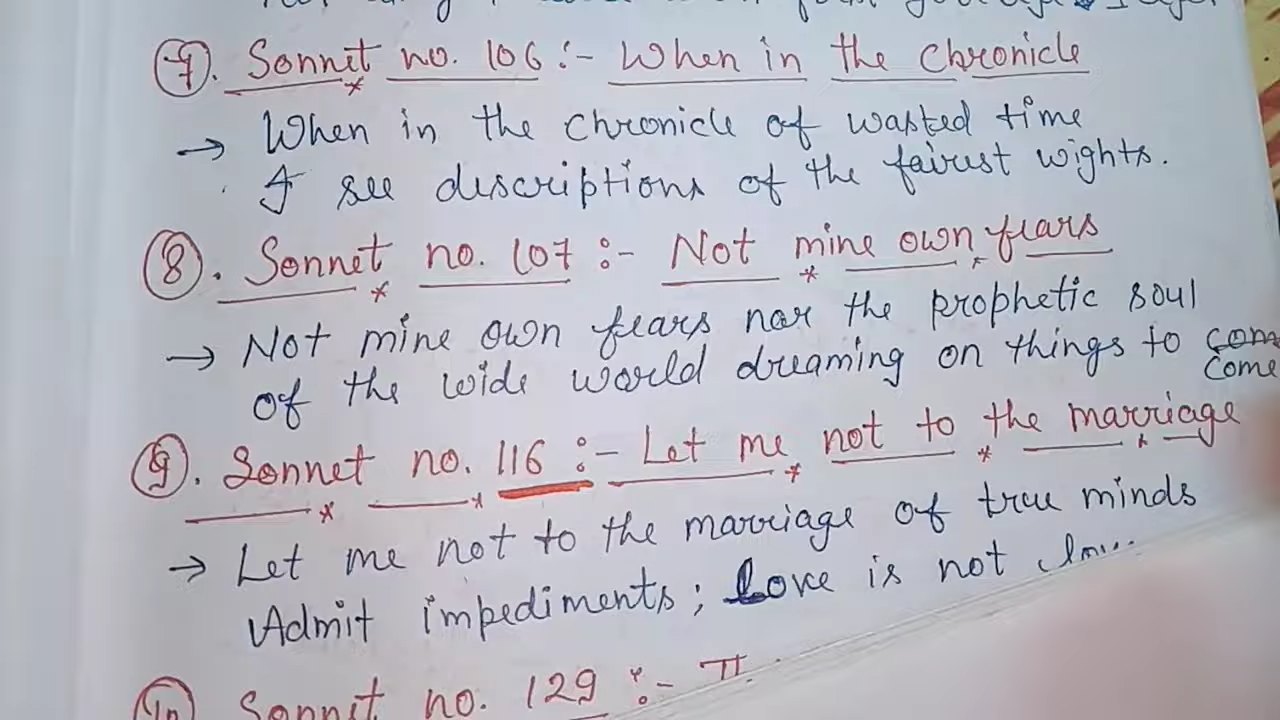 7. Sonnet no. 106 :- When in the chronicle
→ When in the chronicle of wasted time
I see descriptions of the fairest wights.
8. Sonnet no. 107 :- Not mine own fears
→ Not mine own fears nor the prophetic soul
Of the wide world dreaming on things to com
come
9. Sonnet no. 116 :- Let me not to the marriage
→ Let me not to the marriage of true minds
Admit impediments; Love is not
10 Sonnet no. 129 :-